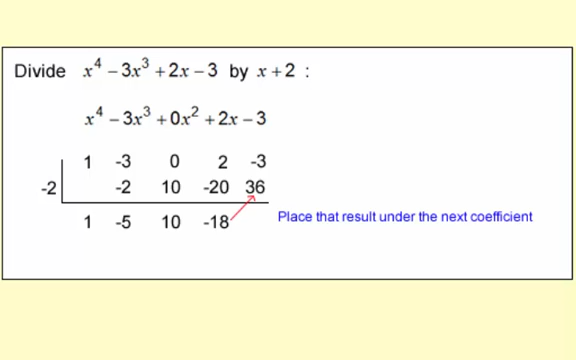 Divide x⁴ − 3x³ + 2x − 3 by x + 2 :
x⁴ − 3x³ + 0x² + 2x − 3
1 -3 0 2 -3
-2 -2 10 -20 36
1 -5 10 -18
Place that result under the next coefficient